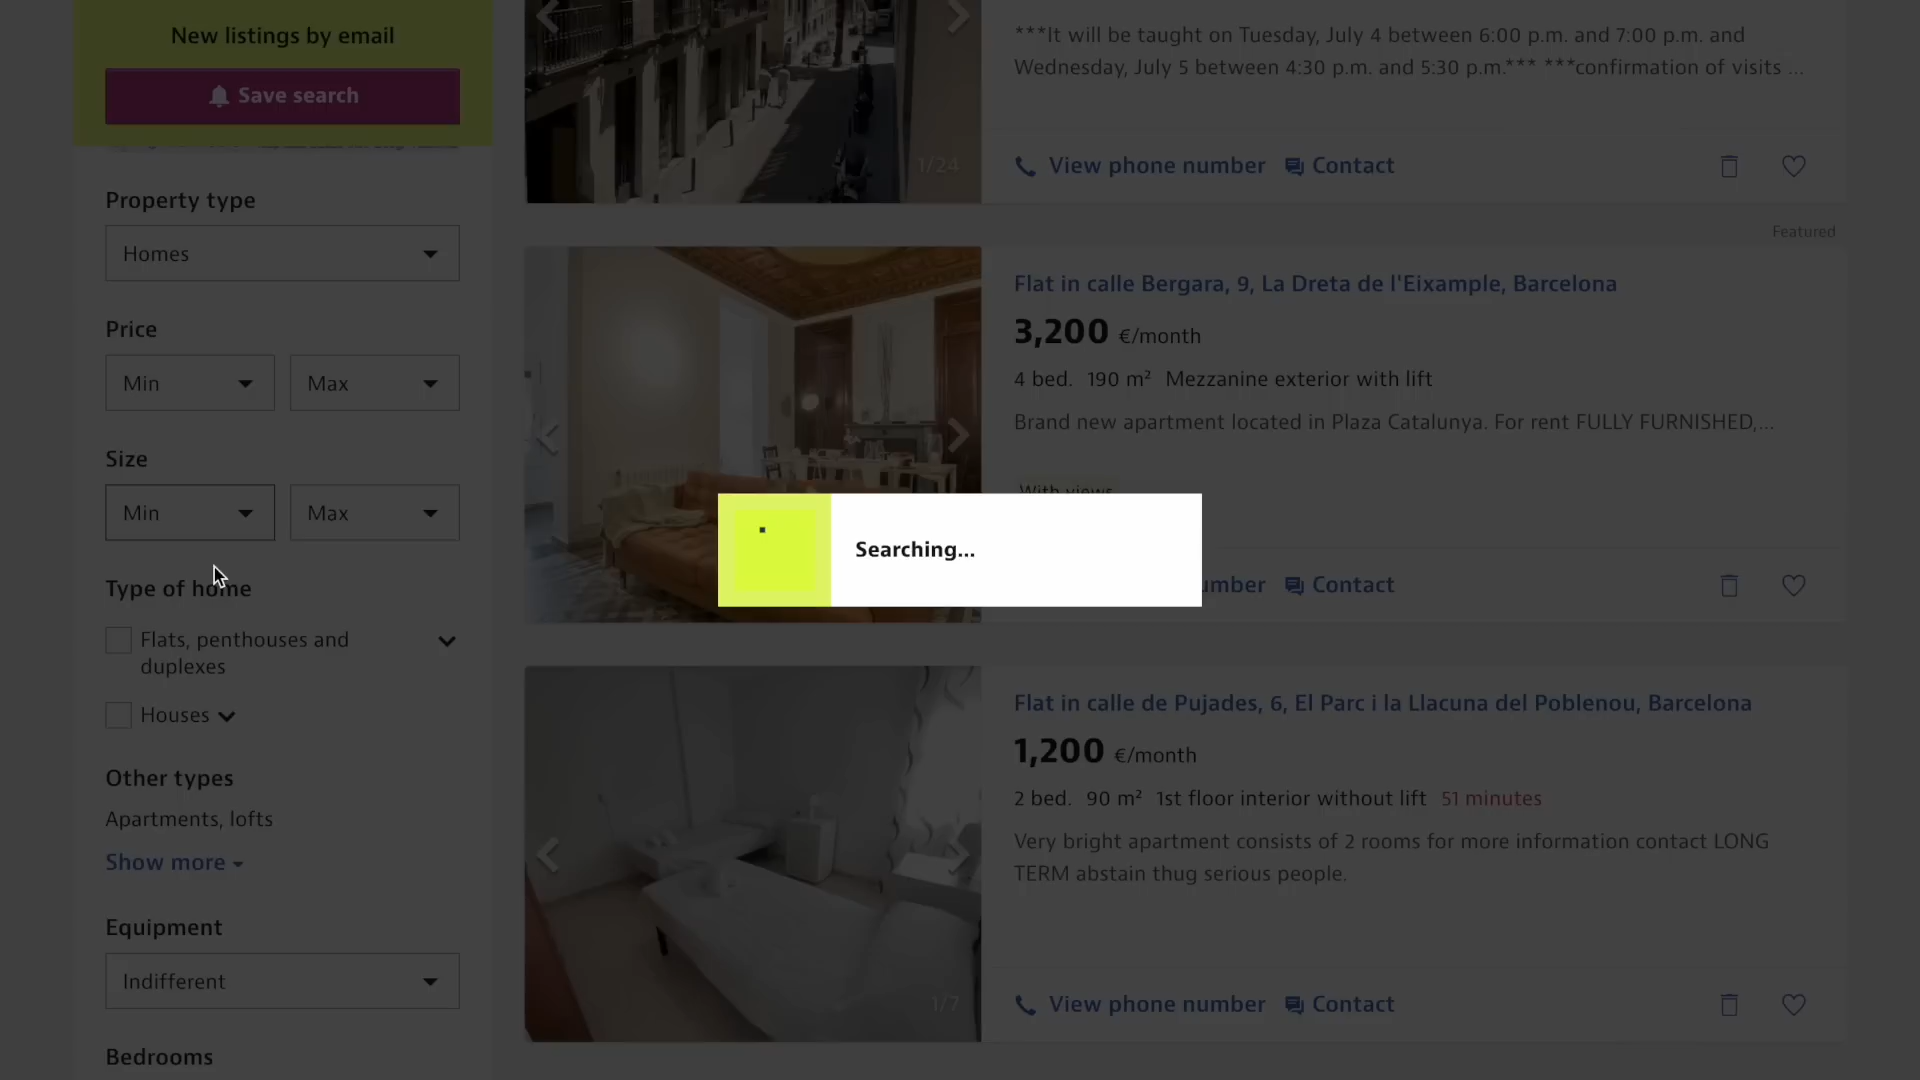 New listings by email
Save search
Property type
Homes
Price
Min
Max
Size
Min
Max
Type of home
Flats, penthouses and
duplexes
Houses
Other types
Apartments, lofts
Show more
Equipment
Indifferent
Bedrooms
1/24
***It will be taught on Tuesday, July 4 between 6:00 p.m. and 7:00 p.m. and
Wednesday, July 5 between 4:30 p.m. and 5:30 p.m.*** ***confirmation of visits ...
View phone number
Contact
Featured
Flat in calle Bergara, 9, La Dreta de l'Eixample, Barcelona
3,200 €/month
4 bed. 190 m² Mezzanine exterior with lift
Brand new apartment located in Plaza Catalunya. For rent FULLY FURNISHED,...
With views
Searching...
umber
Contact
Flat in calle de Pujades, 6, El Parc i la Llacuna del Poblenou, Barcelona
1,200 €/month
2 bed. 90 m² 1st floor interior without lift 51 minutes
Very bright apartment consists of 2 rooms for more information contact LONG
TERM abstain thug serious people.
1/7
View phone number
Contact